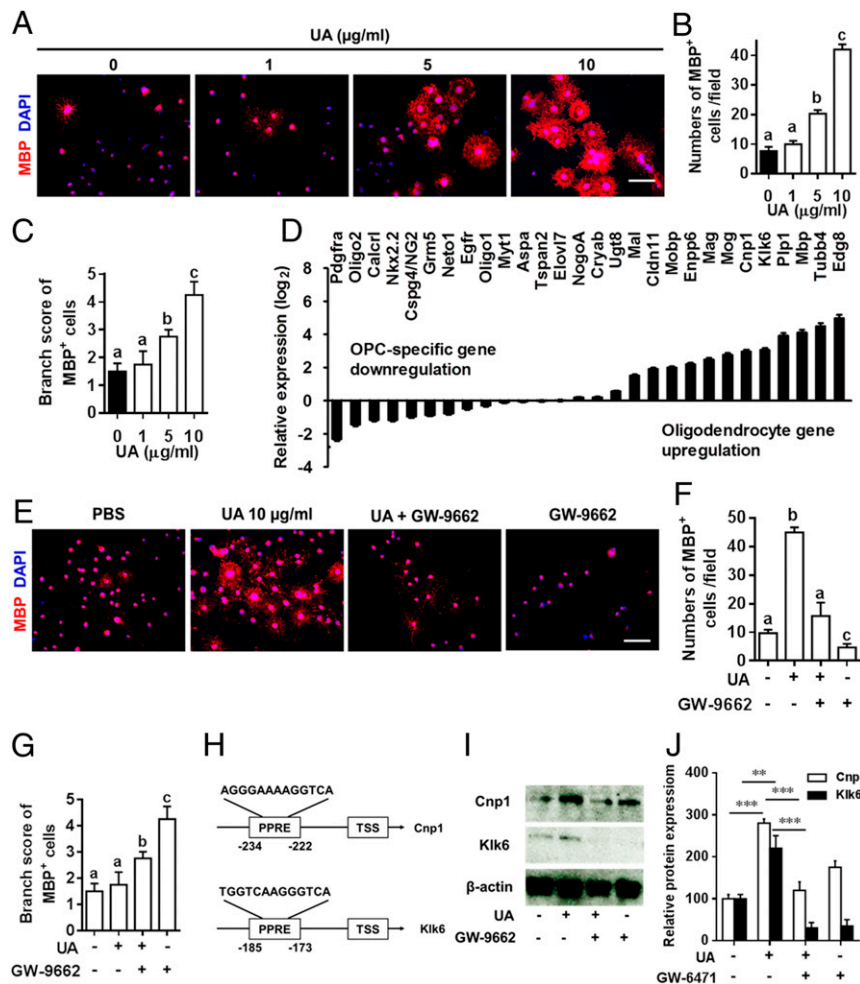 A
UA (µg/ml)
0 1 5 10
MBP DAPI
B
Numbers of MBP+
cells /field
40
20
0
a a b c
0 1 5 10
UA (µg/ml)
C
Branch score of
MBP+ cells
5
4
3
2
1
0
a a b c
0 1 5 10
UA (µg/ml)
D
Pdgfra
Oligo2
Calcrl
Nkx2.2
Cspg4/NG2
Grm5
Neto1
Egfr
Oligo1
Myt1
Aspa
Tspan2
Elovl7
NogoA
Cryab
Ugt8
Mal
Cldn11
Mobp
Enpp6
Mag
Mog
Cnp1
Klk6
Plp1
Mbp
Tubb4
Edg8
Relative expression (log2)
8
6
4
2
0
-2
-4
OPC-specific gene
downregulation
Oligodendrocyte gene
upregulation
E
PBS UA 10 µg/ml UA + GW-9662 GW-9662
MBP DAPI
F
Numbers of MBP+
cells /field
50
40
30
20
10
0
a b a c
UA - + + -
GW-9662 - - + +
G
Branch score of
MBP+ cells
5
4
3
2
1
0
a a b c
UA - + + -
GW-9662 - - + +
H
AGGGAAAAGGTCA
PPRE TSS Cnp1
-234 -222
TGGTCAAGGGTCA
PPRE TSS Klk6
-185 -173
I
Cnp1
Klk6
β-actin
UA - + + -
GW-9662 - - + +
J
Relative protein expressiom
400
300
200
100
0
** ***
*** ***
Cnp1
Klk6
UA - + + -
GW-6471 - - + +